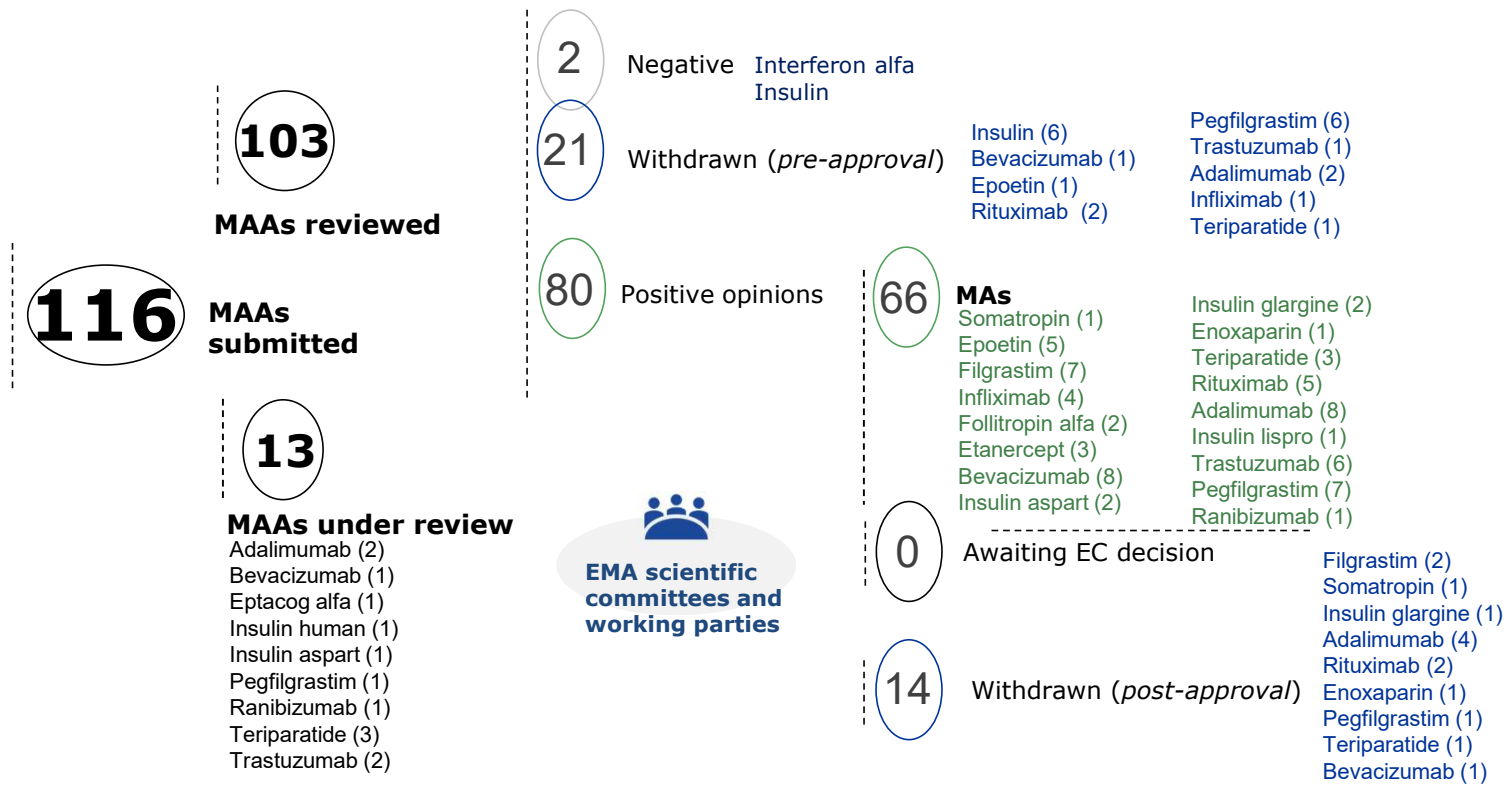 116
MAAs
submitted
103
MAAs reviewed
2
Negative
Interferon alfa
Insulin
21
Withdrawn (pre-approval)
Insulin (6)
Bevacizumab (1)
Epoetin (1)
Rituximab (2)
Pegfilgrastim (6)
Trastuzumab (1)
Adalimumab (2)
Infliximab (1)
Teriparatide (1)
80
Positive opinions
66
MAs
Somatropin (1)
Epoetin (5)
Filgrastim (7)
Infliximab (4)
Follitropin alfa (2)
Etanercept (3)
Bevacizumab (8)
Insulin aspart (2)
Insulin glargine (2)
Enoxaparin (1)
Teriparatide (3)
Rituximab (5)
Adalimumab (8)
Insulin lispro (1)
Trastuzumab (6)
Pegfilgrastim (7)
Ranibizumab (1)
0
Awaiting EC decision
14
Withdrawn (post-approval)
Filgrastim (2)
Somatropin (1)
Insulin glargine (1)
Adalimumab (4)
Rituximab (2)
Enoxaparin (1)
Pegfilgrastim (1)
Teriparatide (1)
Bevacizumab (1)
13
MAAs under review
Adalimumab (2)
Bevacizumab (1)
Eptacog alfa (1)
Insulin human (1)
Insulin aspart (1)
Pegfilgrastim (1)
Ranibizumab (1)
Teriparatide (3)
Trastuzumab (2)
EMA scientific
committees and
working parties